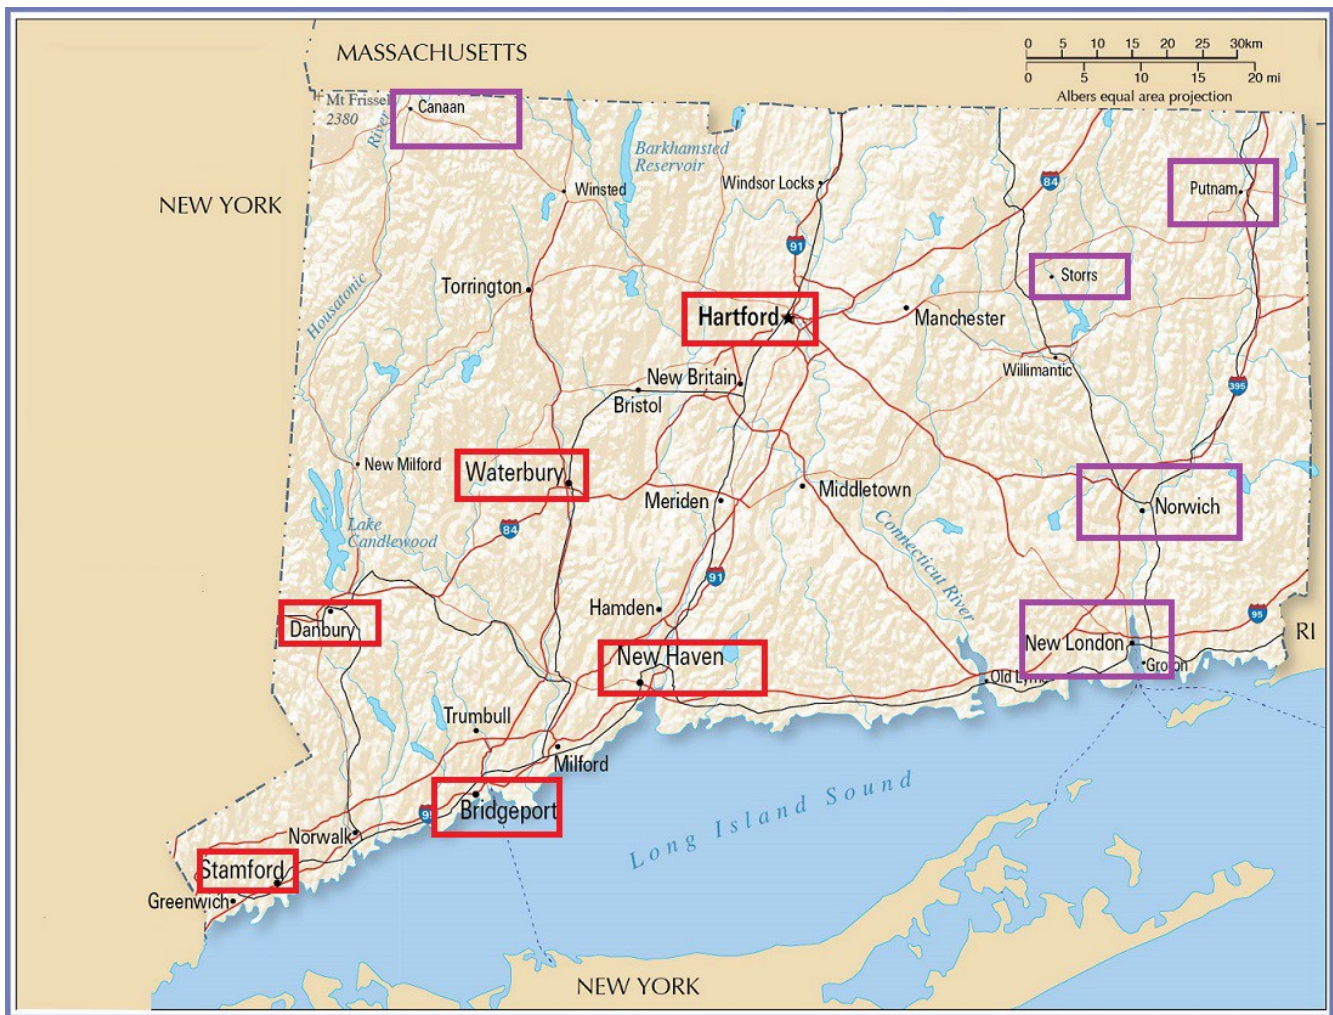 MASSACHUSETTS
0 5 10 15 20 25 30km
0 5 10 15 20 mi
Albers equal area projection
Mt Frissel
2380
Canaan
River
Barkhamsted
Reservoir
Winsted
Windsor Locks
84
Putnam
NEW YORK
91
Storrs
Housatonic
Torrington
Hartford
Manchester
Willimantic
New Britain
Bristol
395
New Milford
Waterbury
Meriden
Middletown
Norwich
Lake
Candlewood
84
Connecticut River
91
Hamden
95
Danbury
New Haven
New London
RI
Groton
Old Lyme
Trumbull
Milford
Bridgeport
Long Island Sound
Norwalk
Stamford
Greenwich
NEW YORK